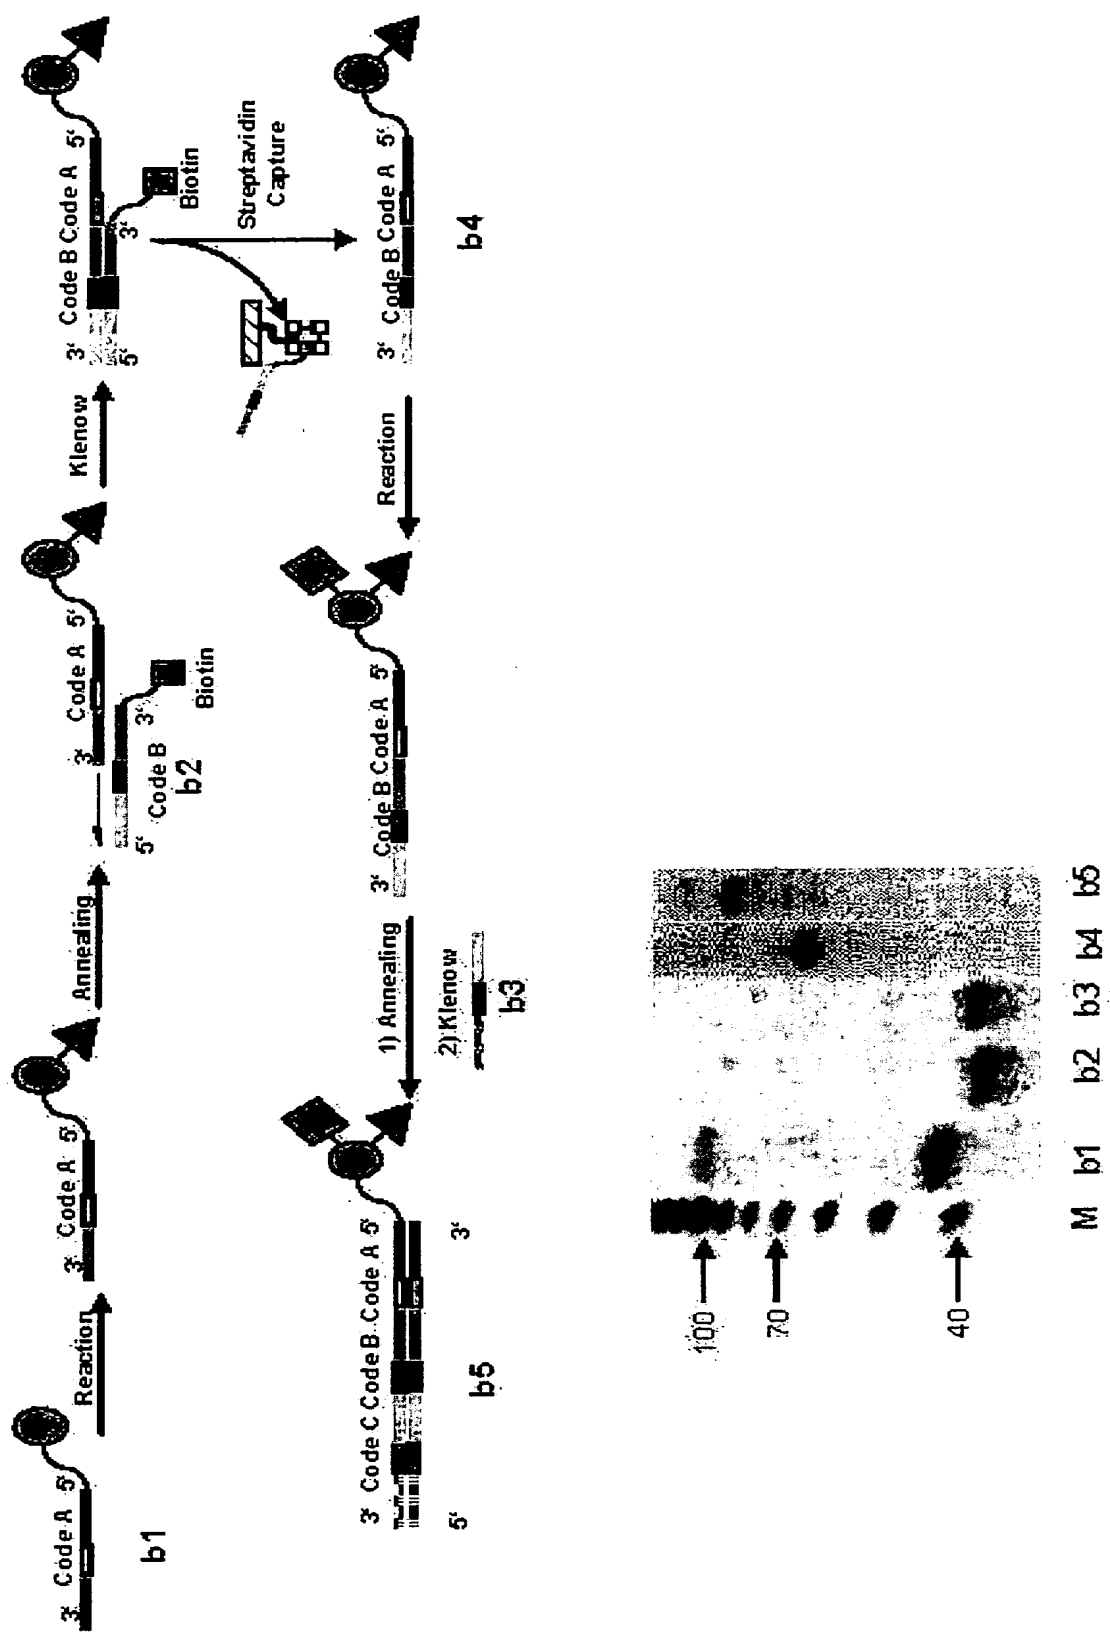 3' Code A 5'
b1
Reaction
3' Code A 5'
Annealing
3' Code A 5'
3'
5' Code B
b2
Biotin
Klenow
3' Code B Code A 5'
5'
3'
Biotin
Streptavidin
Capture
3' Code B Code A 5'
b4
Reaction
3' Code B Code A 5'
1) Annealing
2) Klenow
b3
3' Code C Code B Code A 5'
5'
3'
b5
100
70
40
M b1 b2 b3 b4 b5